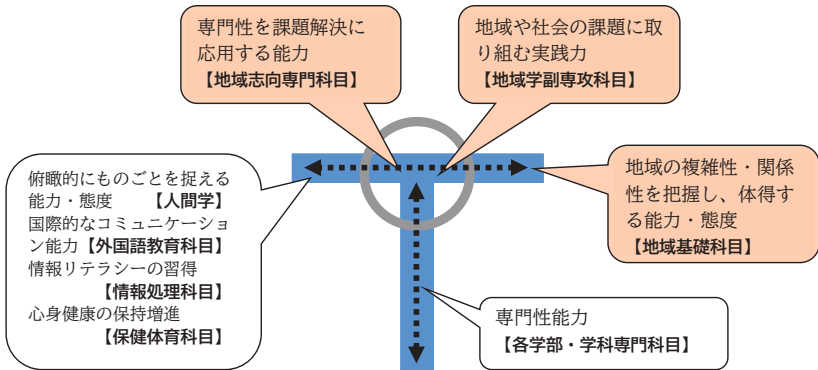 専門性を課題解決に
応用する能力
【地域志向専門科目】
地域や社会の課題に取
り組む実践力
【地域学副専攻科目】
俯瞰的にものごとを捉える
能力・態度 【人間学】
国際的なコミュニケーショ
ン能力【外国語教育科目】
情報リテラシーの習得
【情報処理科目】
心身健康の保持増進
【保健体育科目】
地域の複雑性・関係
性を把握し、体得す
る能力・態度
【地域基礎科目】
専門性能力
【各学部・学科専門科目】